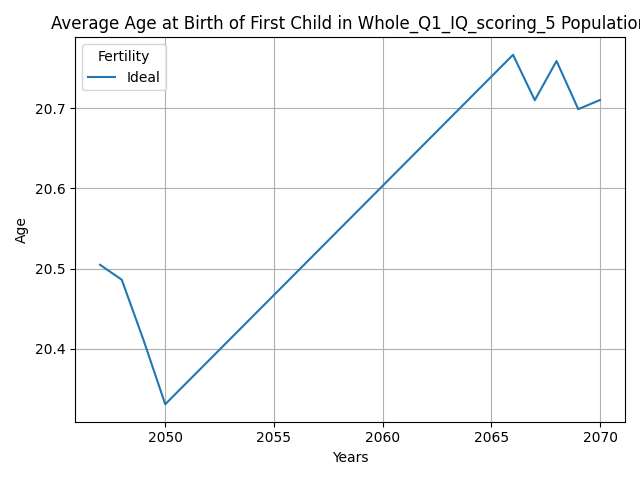 Average Age at Birth of First Child in Whole_Q1_IQ_scoring_5 Population
Fertility
Ideal
Age
20.7
20.6
20.5
20.4
2050 2055 2060 2065 2070
Years